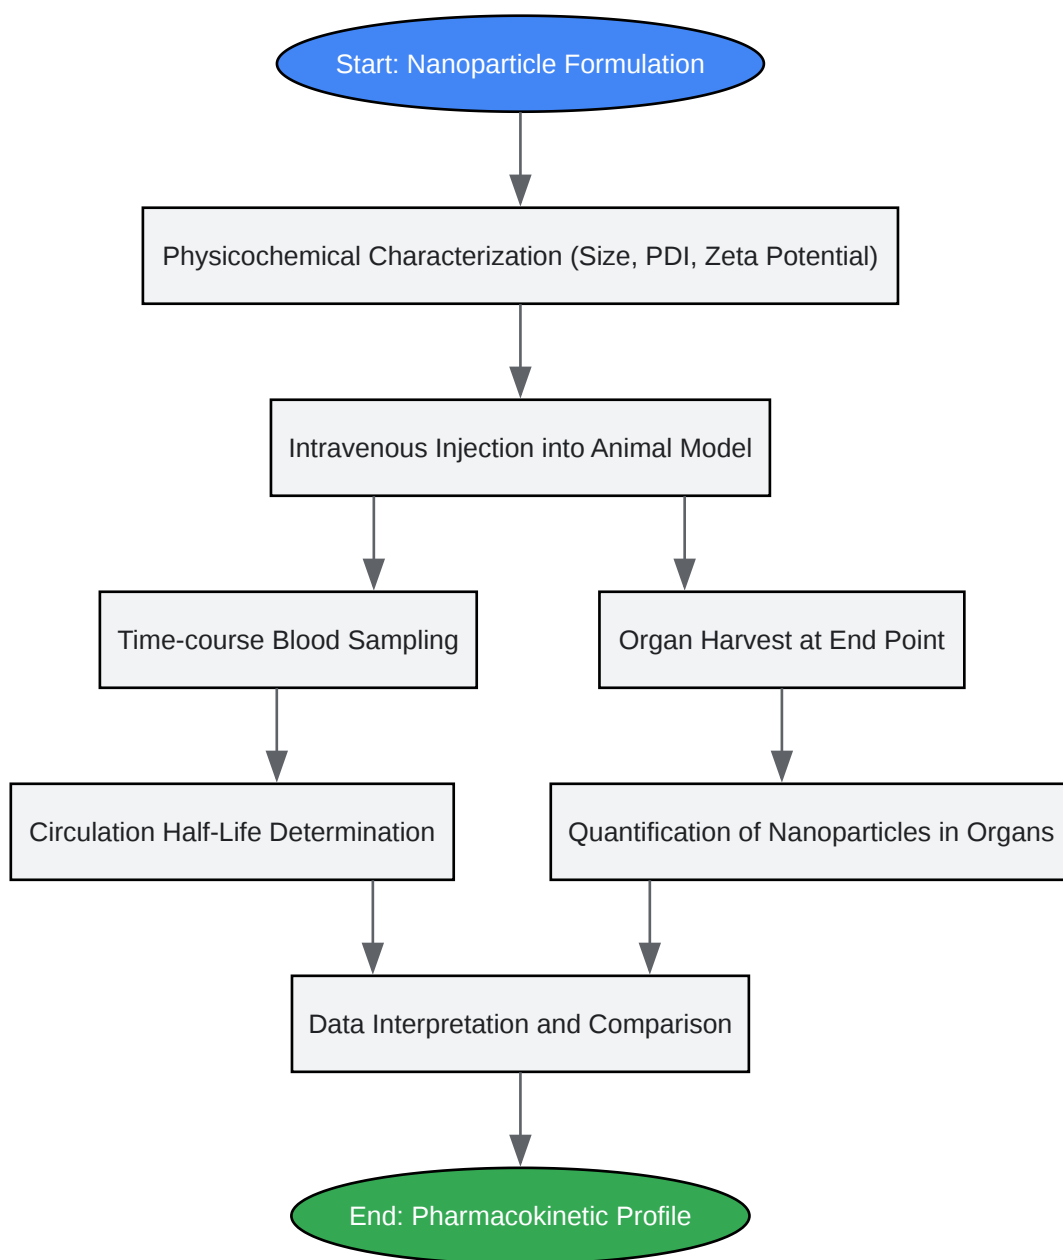 Start: Nanoparticle Formulation
Physicochemical Characterization (Size, PDI, Zeta Potential)
Intravenous Injection into Animal Model
Time-course Blood Sampling
Organ Harvest at End Point
Circulation Half-Life Determination
Quantification of Nanoparticles in Organs
Data Interpretation and Comparison
End: Pharmacokinetic Profile